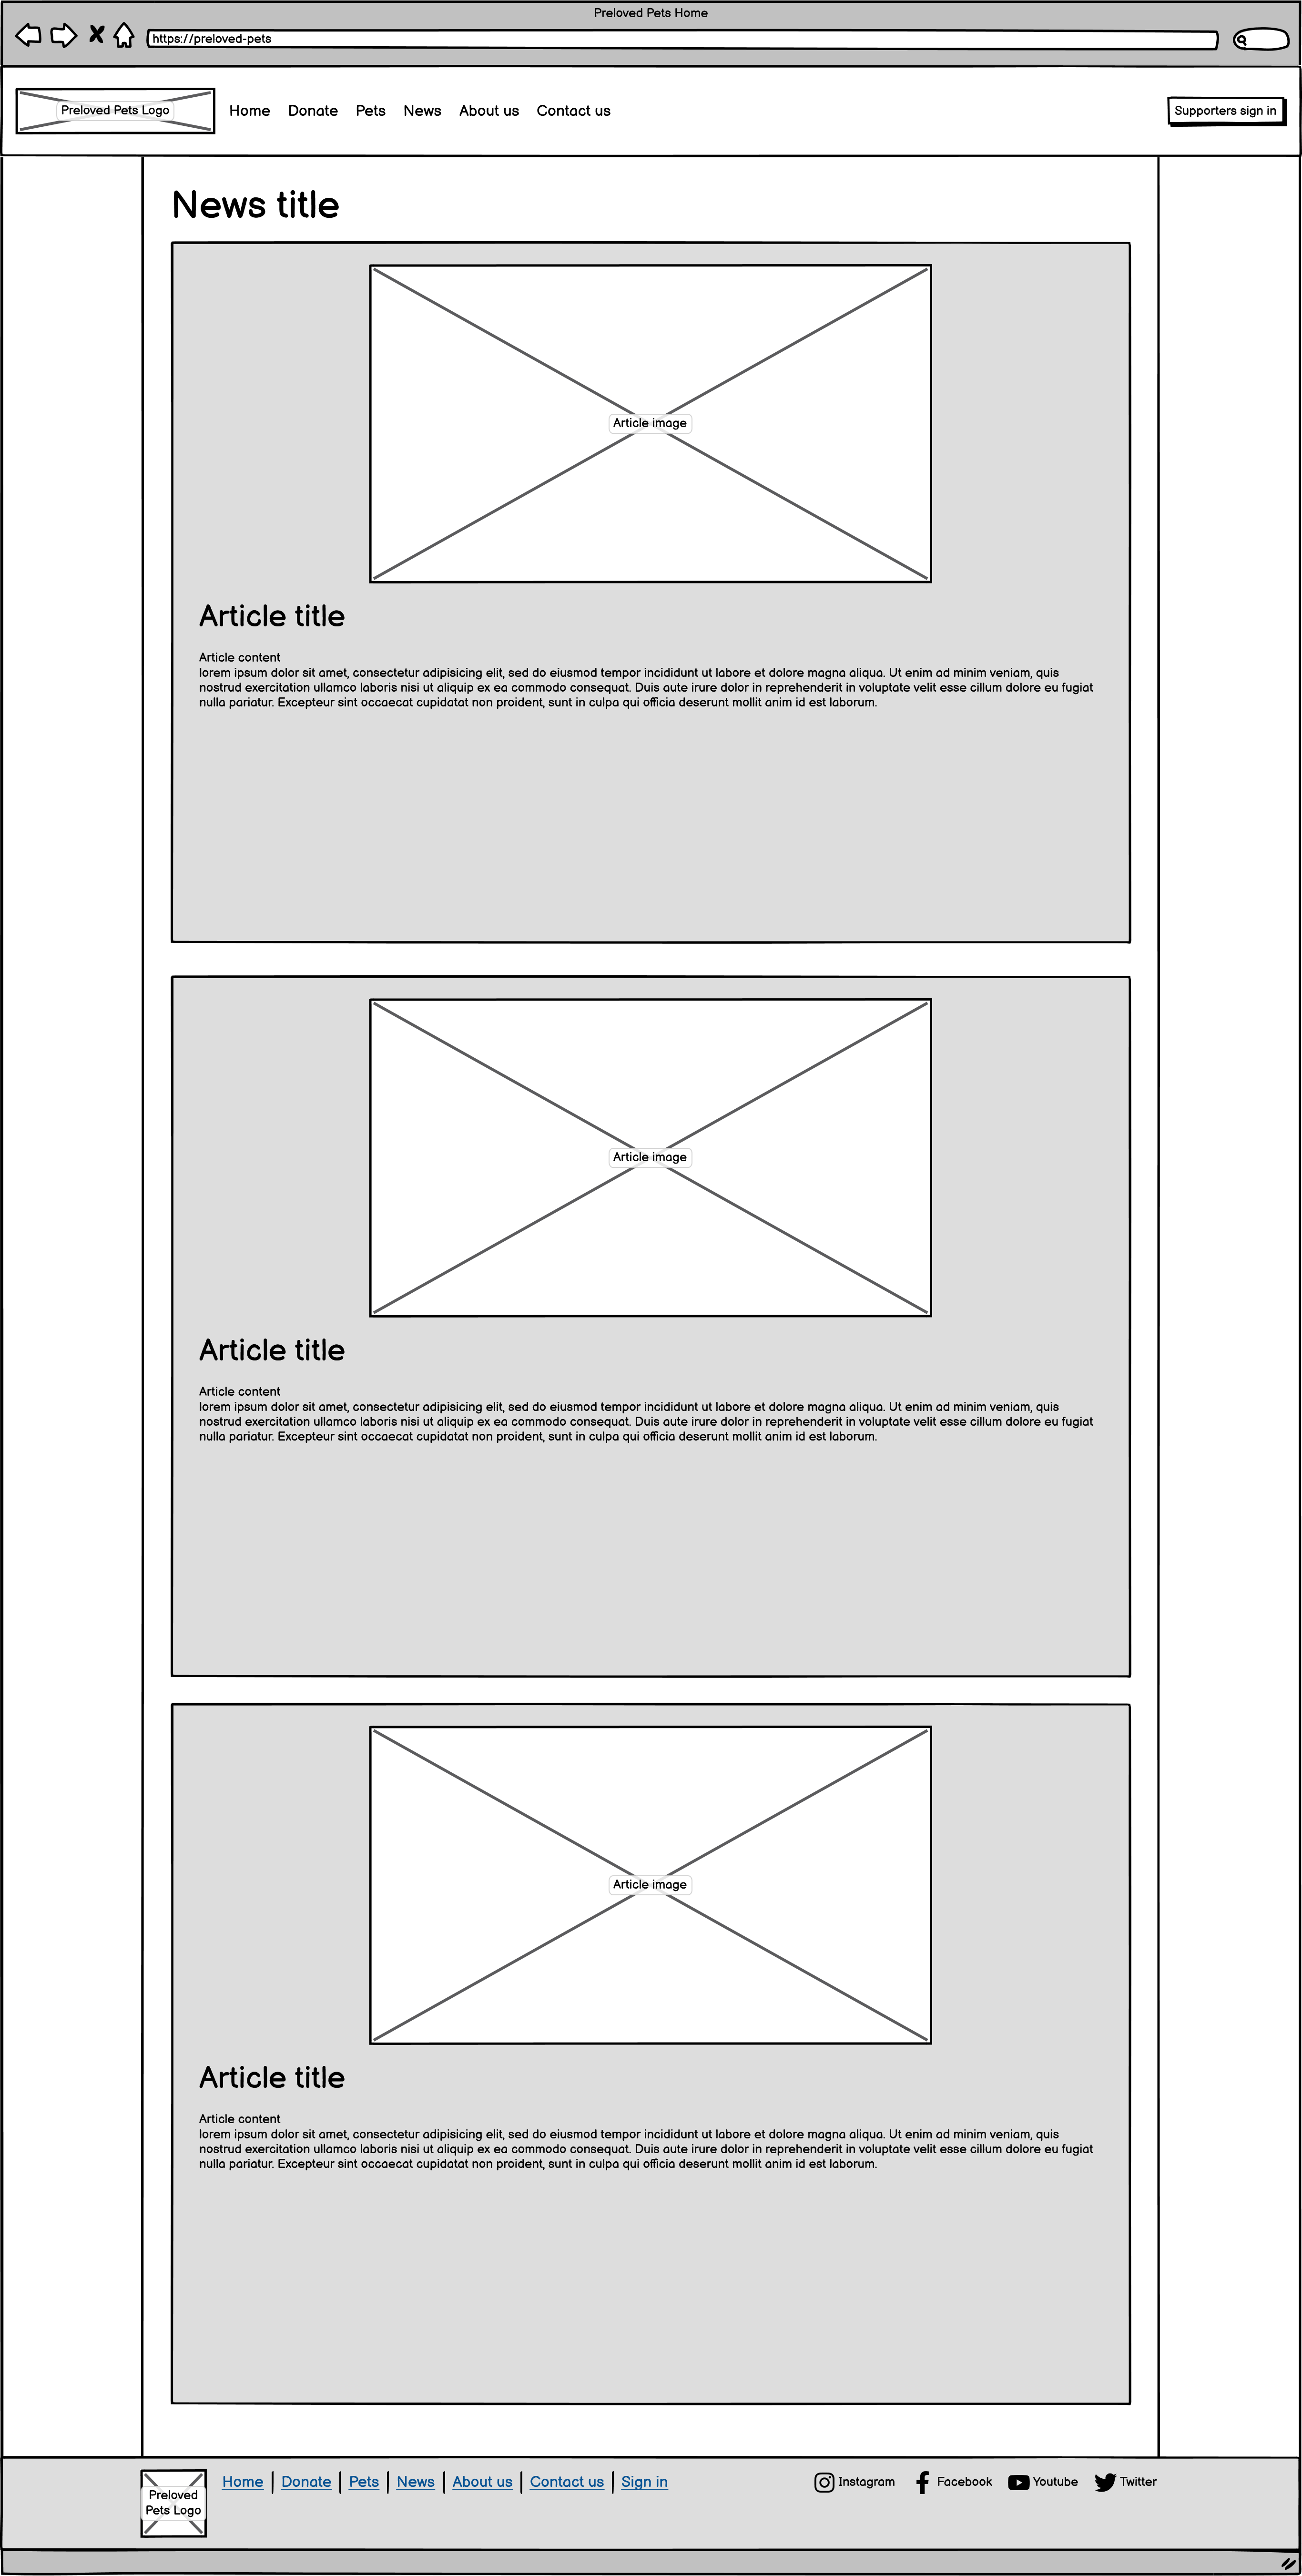 Preloved Pets Home
https://preloved-pets
Preloved Pets Logo Home Donate Pets News About us Contact us Supporters sign in
News title
Article image
Article title
Article content
lorem ipsum dolor sit amet, consectetur adipisicing elit, sed do eiusmod tempor incididunt ut labore et dolore magna aliqua. Ut enim ad minim veniam, quis
nostrud exercitation ullamco laboris nisi ut aliquip ex ea commodo consequat. Duis aute irure dolor in reprehenderit in voluptate velit esse cillum dolore eu fugiat
nulla pariatur. Excepteur sint occaecat cupidatat non proident, sunt in culpa qui officia deserunt mollit anim id est laborum.
Article image
Article title
Article content
lorem ipsum dolor sit amet, consectetur adipisicing elit, sed do eiusmod tempor incididunt ut labore et dolore magna aliqua. Ut enim ad minim veniam, quis
nostrud exercitation ullamco laboris nisi ut aliquip ex ea commodo consequat. Duis aute irure dolor in reprehenderit in voluptate velit esse cillum dolore eu fugiat
nulla pariatur. Excepteur sint occaecat cupidatat non proident, sunt in culpa qui officia deserunt mollit anim id est laborum.
Article image
Article title
Article content
lorem ipsum dolor sit amet, consectetur adipisicing elit, sed do eiusmod tempor incididunt ut labore et dolore magna aliqua. Ut enim ad minim veniam, quis
nostrud exercitation ullamco laboris nisi ut aliquip ex ea commodo consequat. Duis aute irure dolor in reprehenderit in voluptate velit esse cillum dolore eu fugiat
nulla pariatur. Excepteur sint occaecat cupidatat non proident, sunt in culpa qui officia deserunt mollit anim id est laborum.
Preloved
Pets Logo
Home | Donate | Pets | News | About us | Contact us | Sign in
Instagram Facebook Youtube Twitter